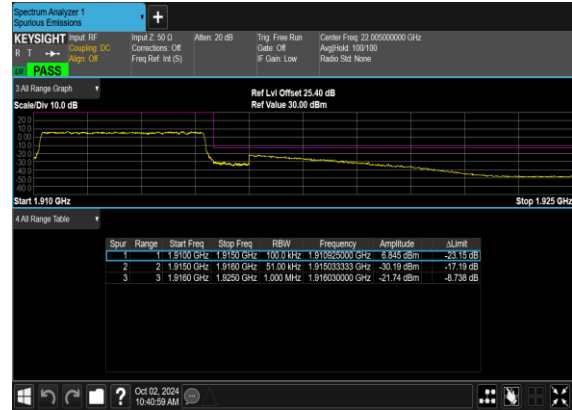 Spectrum Analyzer 1
Spurious Emissions
KEYSIGHT Input: RF Input Z: 50 Ω Atten: 20 dB Trig: Free Run Center Freq: 22.005000000 GHz
R T Coupling: DC Corrections: Off Gate: Off Avg|Hold: 100/100
Align: Off Freq Ref: Int (S) IF Gain: Low Radio Std: None
PASS
3 All Range Graph
Ref Lvl Offset 25.40 dB
Scale/Div 10.0 dB Ref Value 30.00 dBm
20.0
10.0
0.00
-10.0
-20.0
-30.0
-40.0
-50.0
-60.0
Start 1.910 GHz Stop 1.925 GHz
4 All Range Table
Spur Range Start Freq Stop Freq RBW Frequency Amplitude ΔLimit
1 1 1.9100 GHz 1.9150 GHz 100.0 kHz 1.910925000 GHz 6.845 dBm -23.15 dB
2 2 1.9150 GHz 1.9160 GHz 51.00 kHz 1.915033333 GHz -30.19 dBm -17.19 dB
3 3 1.9160 GHz 1.9250 GHz 1.000 MHz 1.916030000 GHz -21.74 dBm -8.738 dB
Oct 02, 2024
10:40:59 AM